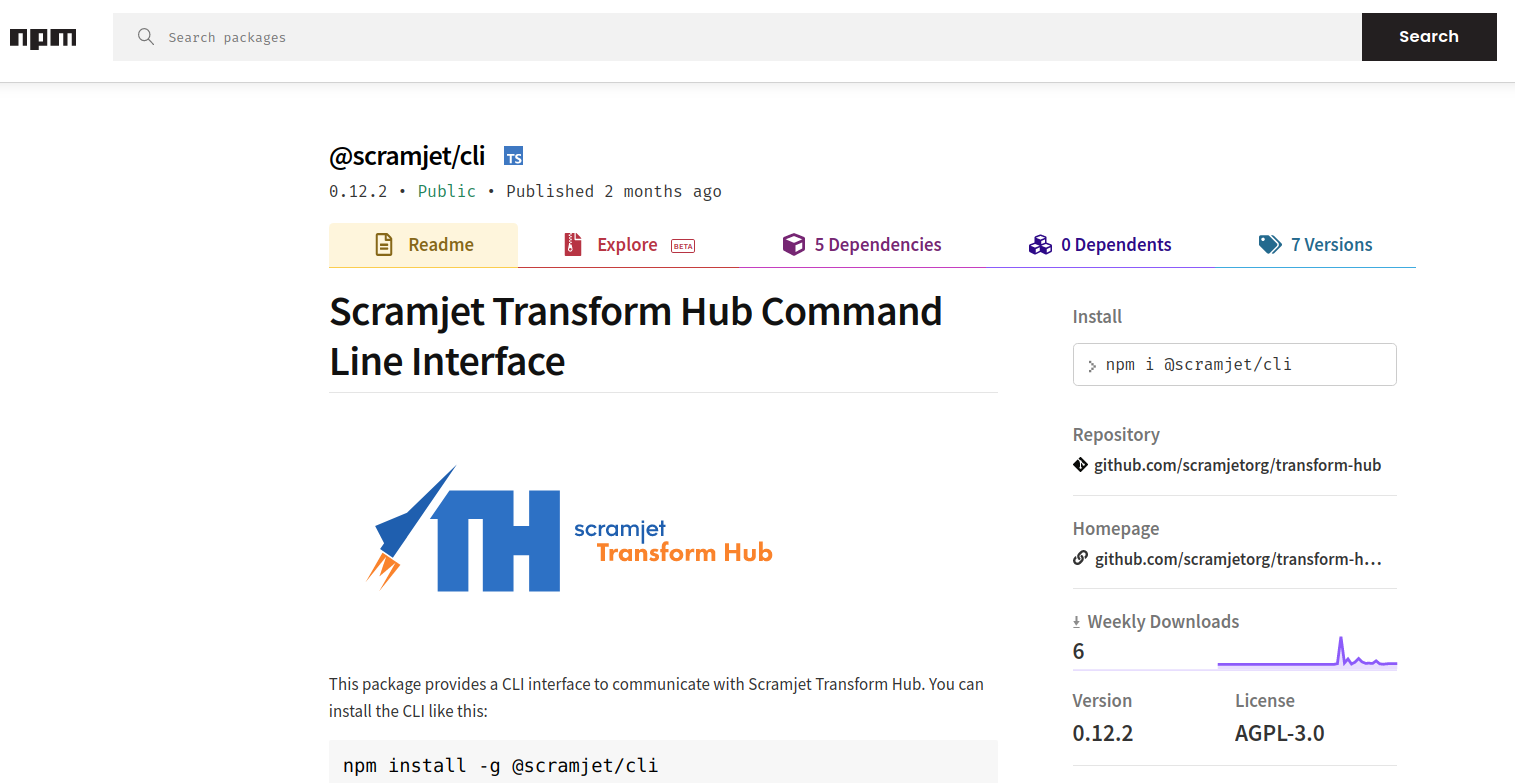 npm
Search packages
Search
@scramjet/cli TS
0.12.2 • Public • Published 2 months ago
Readme
Explore BETA
5 Dependencies
0 Dependents
7 Versions
Scramjet Transform Hub Command
Line Interface
TH
scramjet
Transform Hub
This package provides a CLI interface to communicate with Scramjet Transform Hub. You can
install the CLI like this:
npm install -g @scramjet/cli
Install
npm i @scramjet/cli
Repository
github.com/scramjetorg/transform-hub
Homepage
github.com/scramjetorg/transform-h...
Weekly Downloads
6
Version
0.12.2
License
AGPL-3.0